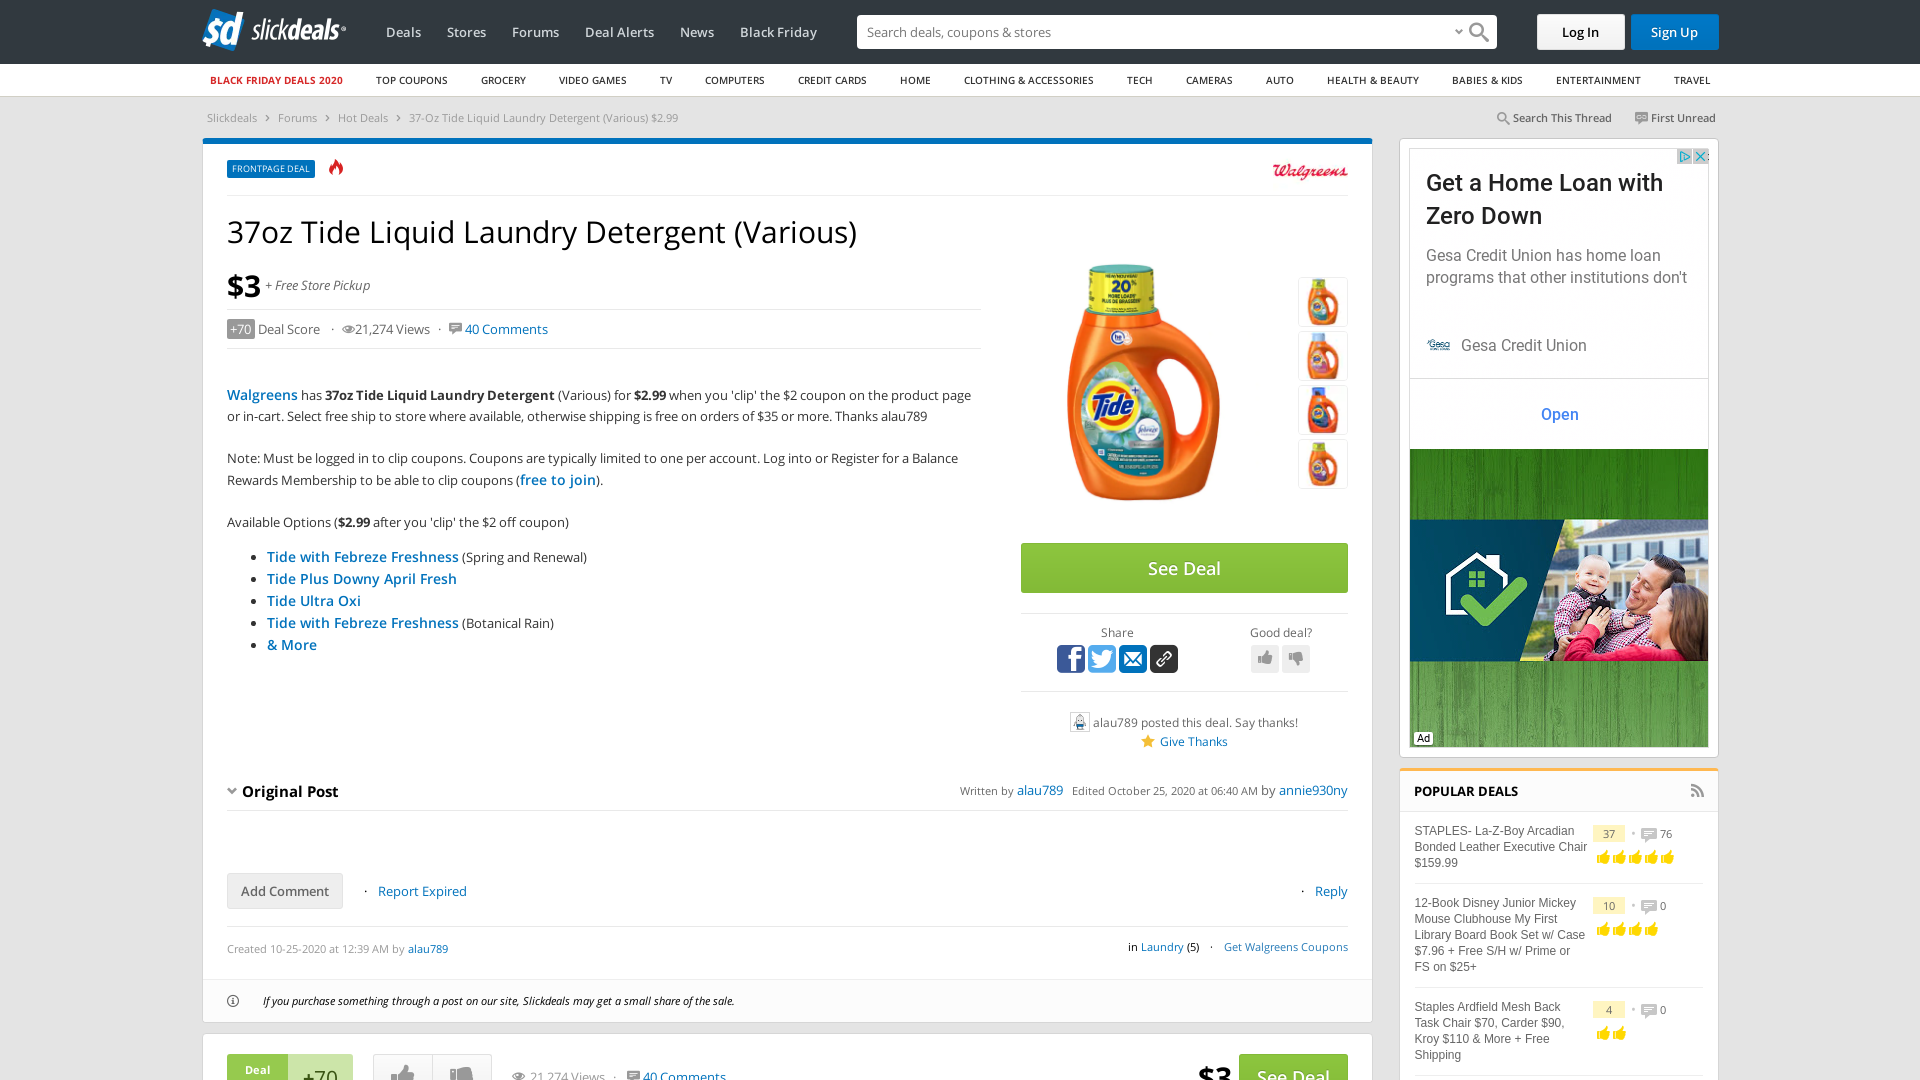 slickdeals
Deals
Stores
Forums
Deal Alerts
News
Black Friday
Search deals, coupons & stores
Log In
Sign Up
BLACK FRIDAY DEALS 2020
TOP COUPONS
GROCERY
VIDEO GAMES
TV
COMPUTERS
CREDIT CARDS
HOME
CLOTHING & ACCESSORIES
TECH
CAMERAS
AUTO
HEALTH & BEAUTY
BABIES & KIDS
ENTERTAINMENT
TRAVEL
Slickdeals › Forums › Hot Deals › 37-Oz Tide Liquid Laundry Detergent (Various) $2.99
Search This Thread
First Unread
FRONTPAGE DEAL
Walgreens
37oz Tide Liquid Laundry Detergent (Various)
$3 + Free Store Pickup
+70 Deal Score · 21,274 Views · 40 Comments
Walgreens has 37oz Tide Liquid Laundry Detergent (Various) for $2.99 when you 'clip' the $2 coupon on the product page
or in-cart. Select free ship to store where available, otherwise shipping is free on orders of $35 or more. Thanks alau789
Note: Must be logged in to clip coupons. Coupons are typically limited to one per account. Log into or Register for a Balance
Rewards Membership to be able to clip coupons (free to join).
Available Options ($2.99 after you 'clip' the $2 off coupon)
• Tide with Febreze Freshness (Spring and Renewal)
• Tide Plus Downy April Fresh
• Tide Ultra Oxi
• Tide with Febreze Freshness (Botanical Rain)
• & More
20%
Tide
See Deal
Share
Good deal?
alau789 posted this deal. Say thanks!
Give Thanks
Original Post
Written by alau789 Edited October 25, 2020 at 06:40 AM by annie930ny
Add Comment · Report Expired
· Reply
Created 10-25-2020 at 12:39 AM by alau789
in Laundry (5) · Get Walgreens Coupons
If you purchase something through a post on our site, Slickdeals may get a small share of the sale.
Deal
+70
21,274 Views · 40 Comments
$3
See Deal
Get a Home Loan with
Zero Down
Gesa Credit Union has home loan
programs that other institutions don't
Gesa
Gesa Credit Union
Open
Ad
POPULAR DEALS
STAPLES- La-Z-Boy Arcadian
Bonded Leather Executive Chair
$159.99
37 • 76
12-Book Disney Junior Mickey
Mouse Clubhouse My First
Library Board Book Set w/ Case
$7.96 + Free S/H w/ Prime or
FS on $25+
10 • 0
Staples Ardfield Mesh Back
Task Chair $70, Carder $90,
Kroy $110 & More + Free
Shipping
4 • 0